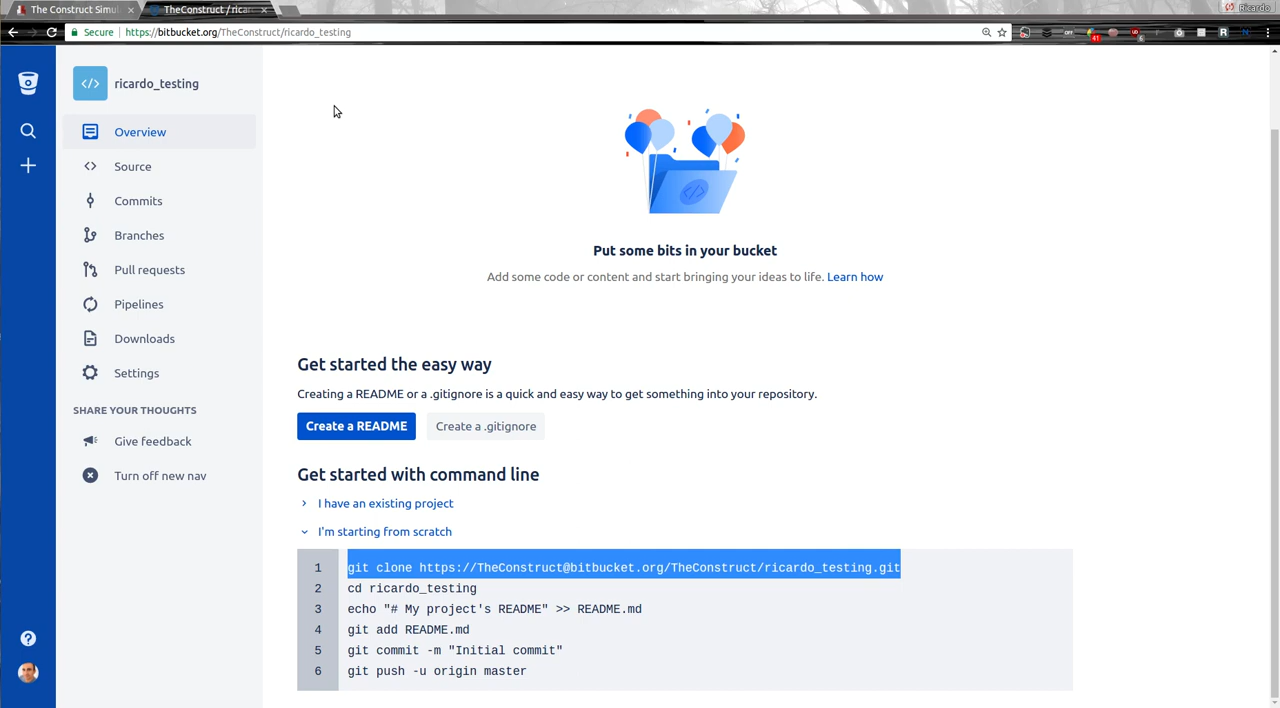 The Construct Simul
TheConstruct / ricar
Ricardo
Secure
https://bitbucket.org/TheConstruct/ricardo_testing
41
OFF
6
ricardo_testing
Overview
Source
Commits
Branches
Pull requests
Pipelines
Downloads
Settings
SHARE YOUR THOUGHTS
Give feedback
Turn off new nav
Put some bits in your bucket
Add some code or content and start bringing your ideas to life. Learn how
Get started the easy way
Creating a README or a .gitignore is a quick and easy way to get something into your repository.
Create a README
Create a .gitignore
Get started with command line
I have an existing project
I'm starting from scratch
1 git clone https://TheConstruct@bitbucket.org/TheConstruct/ricardo_testing.git
2 cd ricardo_testing
3 echo "# My project's README" >> README.md
4 git add README.md
5 git commit -m "Initial commit"
6 git push -u origin master